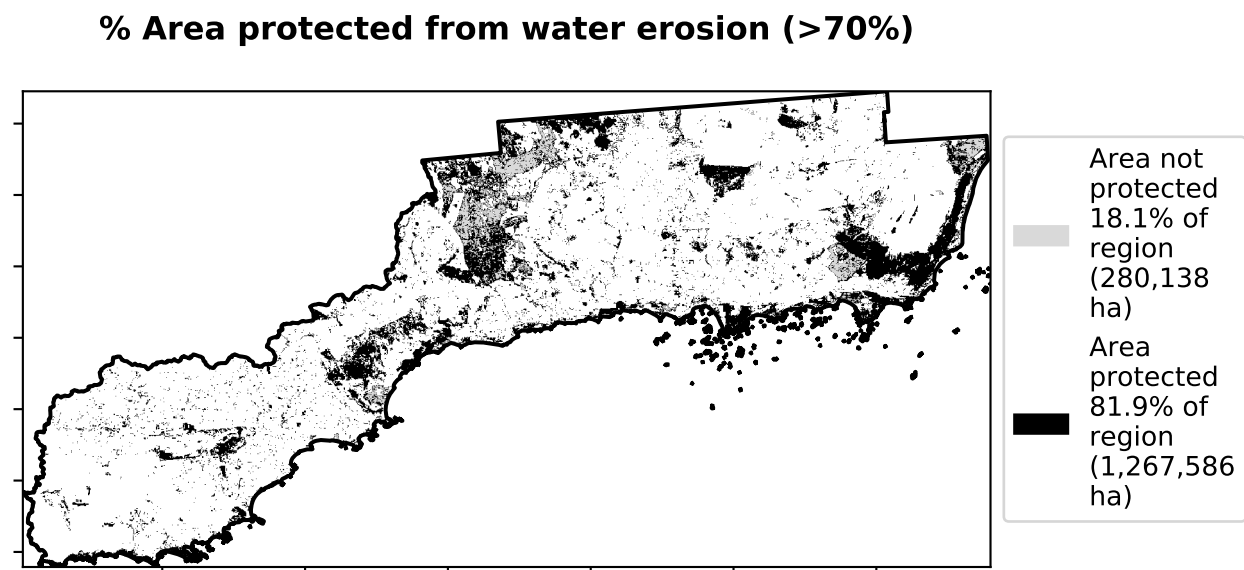 % Area protected from water erosion (>70%)
Area not
protected
18.1% of
region
(280,138
ha)
Area
protected
81.9% of
region
(1,267,586
ha)